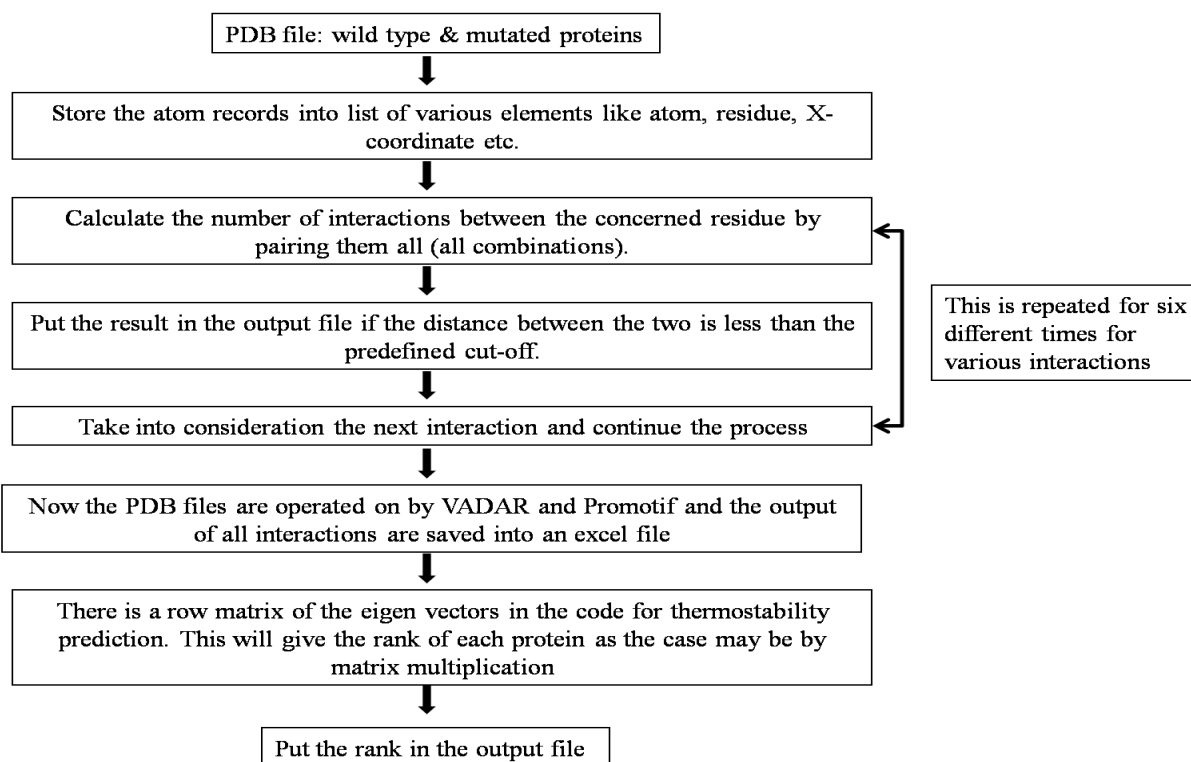 PDB file: wild type & mutated proteins
Store the atom records into list of various elements like atom, residue, X-
coordinate etc.
Calculate the number of interactions between the concerned residue by
pairing them all (all combinations).
Put the result in the output file if the distance between the two is less than the
predefined cut-off.
Take into consideration the next interaction and continue the process
This is repeated for six
different times for
various interactions
Now the PDB files are operated on by VADAR and Promotif and the output
of all interactions are saved into an excel file
There is a row matrix of the eigen vectors in the code for thermostability
prediction. This will give the rank of each protein as the case may be by
matrix multiplication
Put the rank in the output file